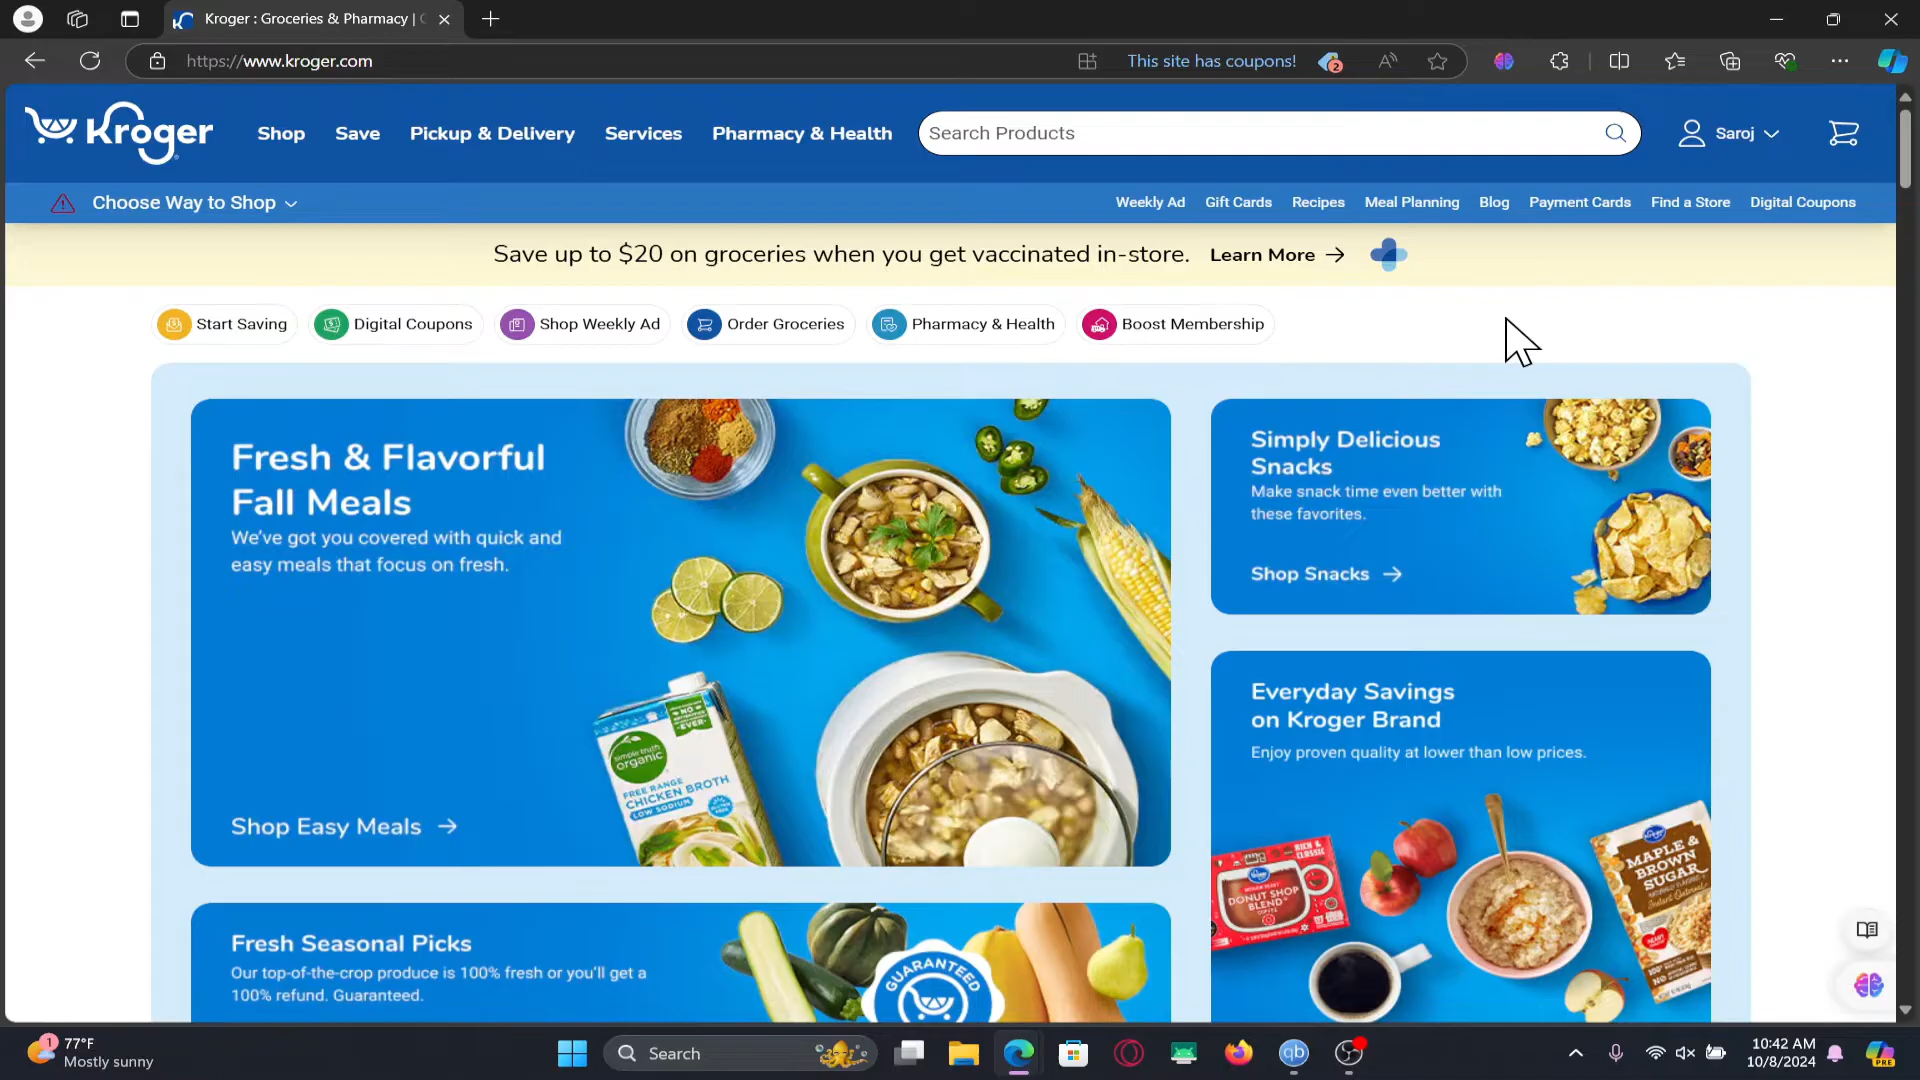 Kroger : Groceries & Pharmacy |
https://www.kroger.com
This site has coupons!
2
Kroger
Shop
Save
Pickup & Delivery
Services
Pharmacy & Health
Search Products
Saroj
Choose Way to Shop
Weekly Ad
Gift Cards
Recipes
Meal Planning
Blog
Payment Cards
Find a Store
Digital Coupons
Save up to $20 on groceries when you get vaccinated in-store.
Learn More
Start Saving
Digital Coupons
Shop Weekly Ad
Order Groceries
Pharmacy & Health
Boost Membership
Fresh & Flavorful
Fall Meals
We've got you covered with quick and
easy meals that focus on fresh.
Shop Easy Meals
simple truth
organic
FREE RANGE
CHICKEN BROTH
LOW SODIUM
Simply Delicious
Snacks
Make snack time even better with
these favorites.
Shop Snacks
Everyday Savings
on Kroger Brand
Enjoy proven quality at lower than low prices.
DONUT SHOP
BLEND
MAPLE &
BROWN
SUGAR
Instant Oatmeal
Fresh Seasonal Picks
Our top-of-the-crop produce is 100% fresh or you'll get a
100% refund. Guaranteed.
GUARANTEED
1
77°F
Mostly sunny
Search
qb
10:42 AM
10/8/2024
PRE